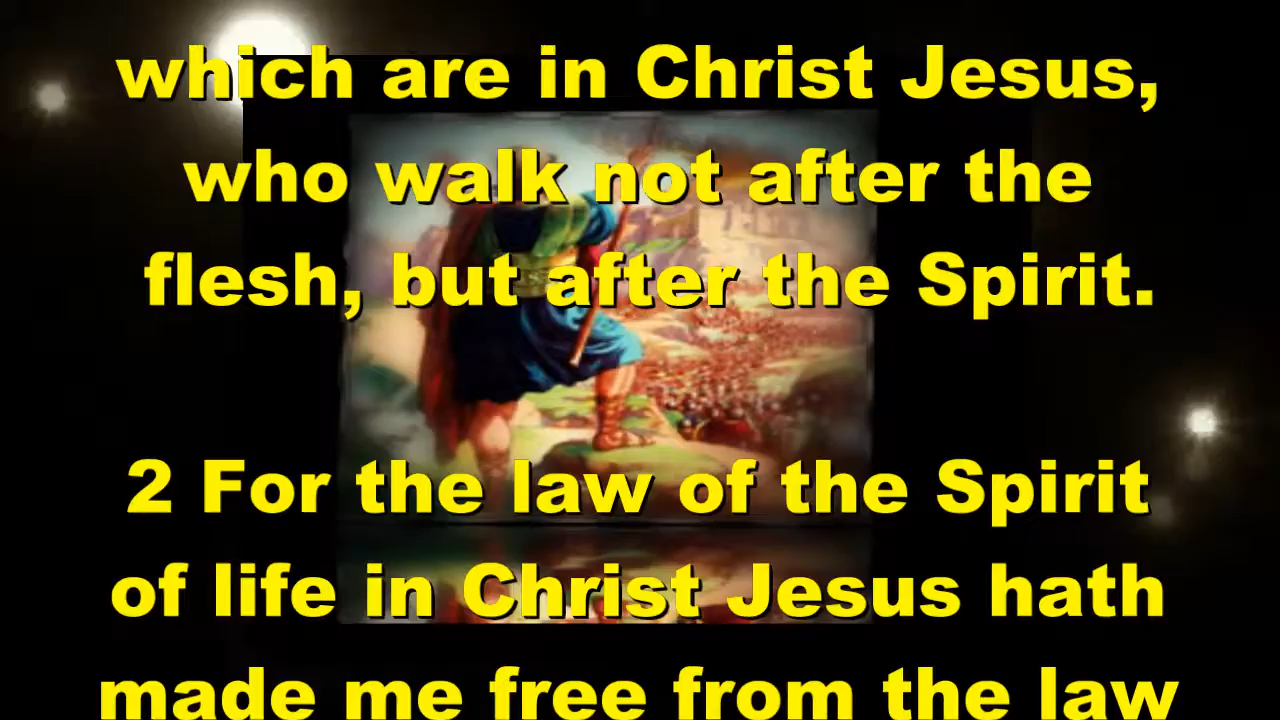 which are in Christ Jesus,
who walk not after the
flesh, but after the Spirit.
2 For the law of the Spirit
of life in Christ Jesus hath
made me free from the law